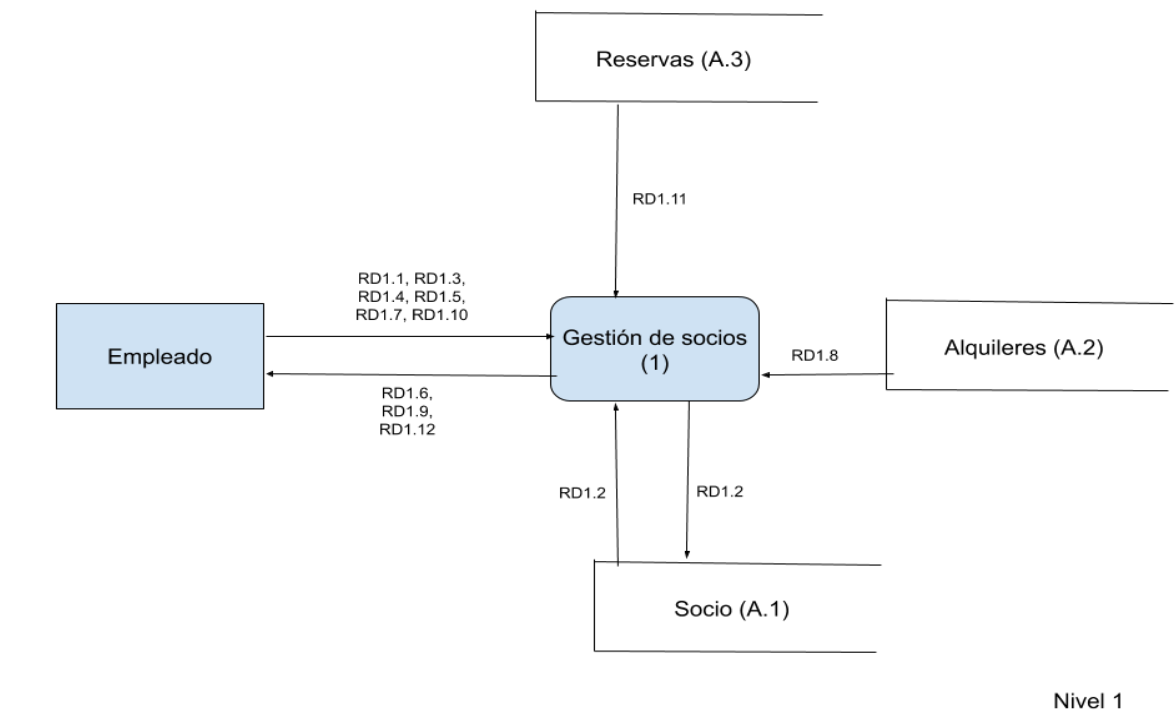 Reservas (A.3)
RD1.11
RD1.1, RD1.3,
RD1.4, RD1.5,
RD1.7, RD1.10
Empleado
Gestión de socios
(1)
RD1.8
Alquileres (A.2)
RD1.6,
RD1.9,
RD1.12
RD1.2
RD1.2
Socio (A.1)
Nivel 1